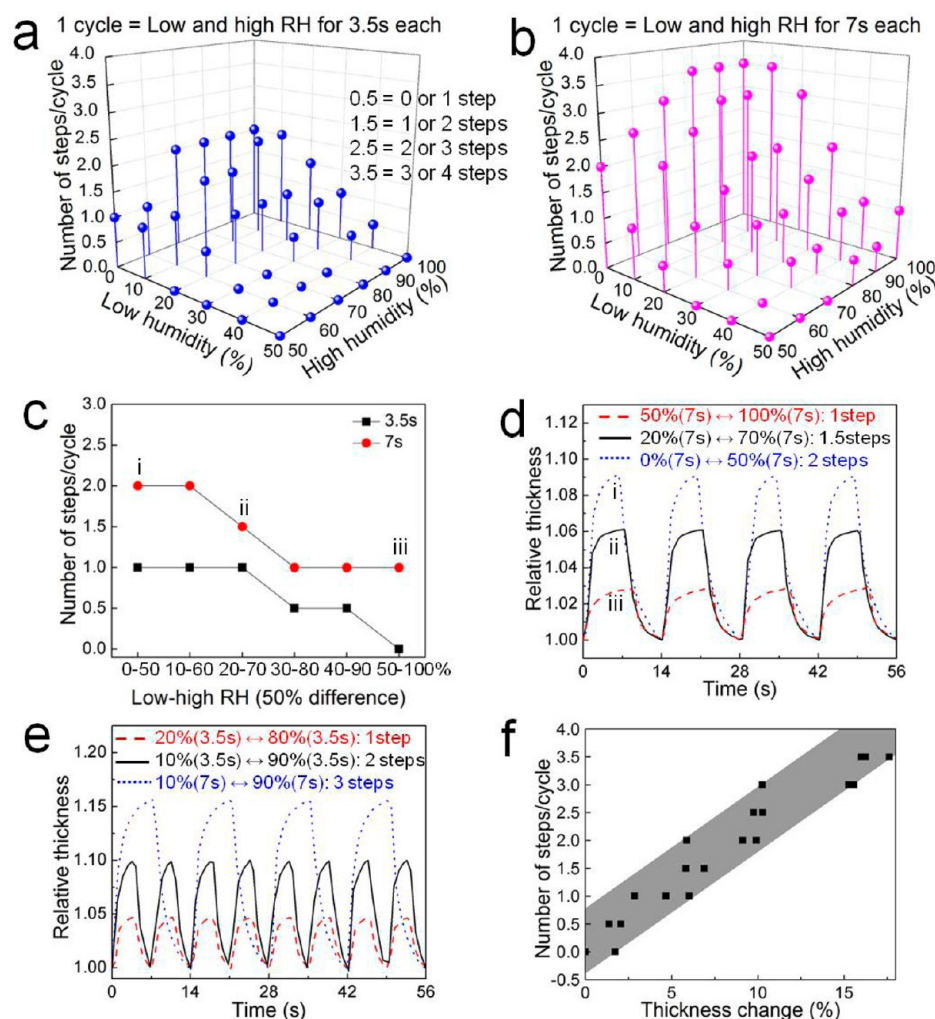 a
1 cycle = Low and high RH for 3.5s each
4.0
3.5
3.0
2.5
2.0
1.5
1.0
0.5
0.0
Number of steps/cycle
0.5 = 0 or 1 step
1.5 = 1 or 2 steps
2.5 = 2 or 3 steps
3.5 = 3 or 4 steps
0
10
20
30
40
50
Low humidity (%)
50
60
70
80
90
100
High humidity (%)
b
1 cycle = Low and high RH for 7s each
4.0
3.5
3.0
2.5
2.0
1.5
1.0
0.5
0.0
Number of steps/cycle
0
10
20
30
40
50
Low humidity (%)
50
60
70
80
90
100
High humidity (%)
c
3.0
2.5
2.0
1.5
1.0
0.5
0.0
Number of steps/cycle
3.5s
7s
i
ii
iii
0-50 10-60 20-70 30-80 40-90 50-100%
Low-high RH (50% difference)
d
1.12
1.10
1.08
1.06
1.04
1.02
1.00
Relative thickness
50%(7s) ↔ 100%(7s): 1step
20%(7s) ↔ 70%(7s): 1.5steps
0%(7s) ↔ 50%(7s): 2 steps
i
ii
iii
0 14 28 42 56
Time (s)
e
1.20
1.15
1.10
1.05
1.00
Relative thickness
20%(3.5s) ↔ 80%(3.5s): 1step
10%(3.5s) ↔ 90%(3.5s): 2 steps
10%(7s) ↔ 90%(7s): 3 steps
0 14 28 42 56
Time (s)
f
4.0
3.5
3.0
2.5
2.0
1.5
1.0
0.5
0.0
-0.5
Number of steps/cycle
0 5 10 15
Thickness change (%)